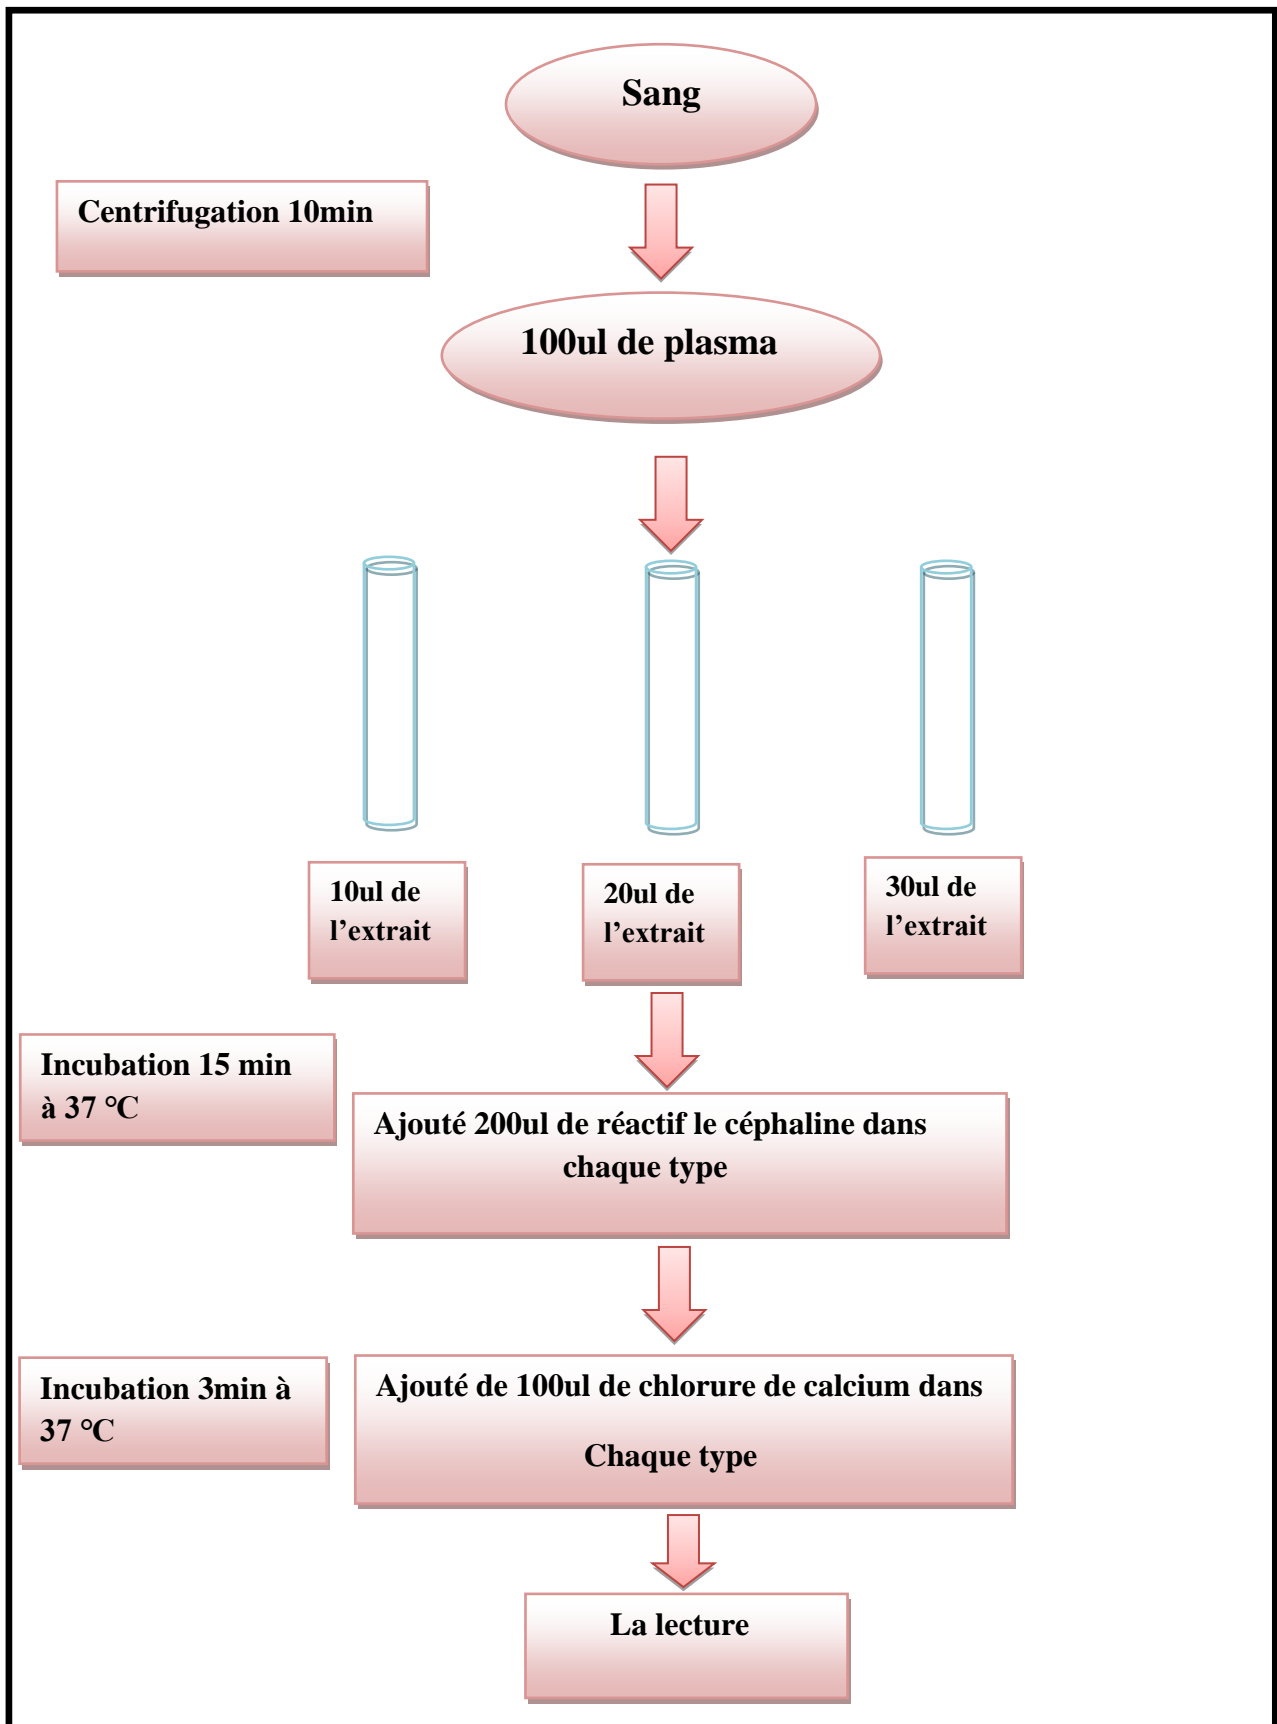 Sang
Centrifugation 10min
100ul de plasma
10ul de
l’extrait
20ul de
l’extrait
30ul de
l’extrait
Incubation 15 min
à 37 °C
Ajouté 200ul de réactif le céphaline dans
chaque type
Incubation 3min à
37 °C
Ajouté de 100ul de chlorure de calcium dans
Chaque type
La lecture